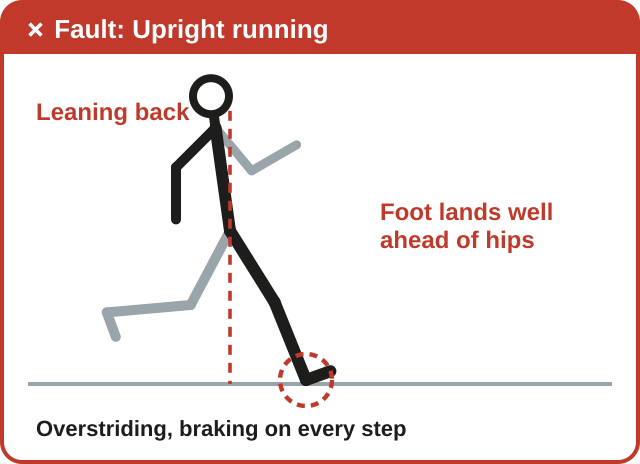 × Fault: Upright running
Leaning back
Foot lands well
ahead of hips
Overstriding, braking on every step